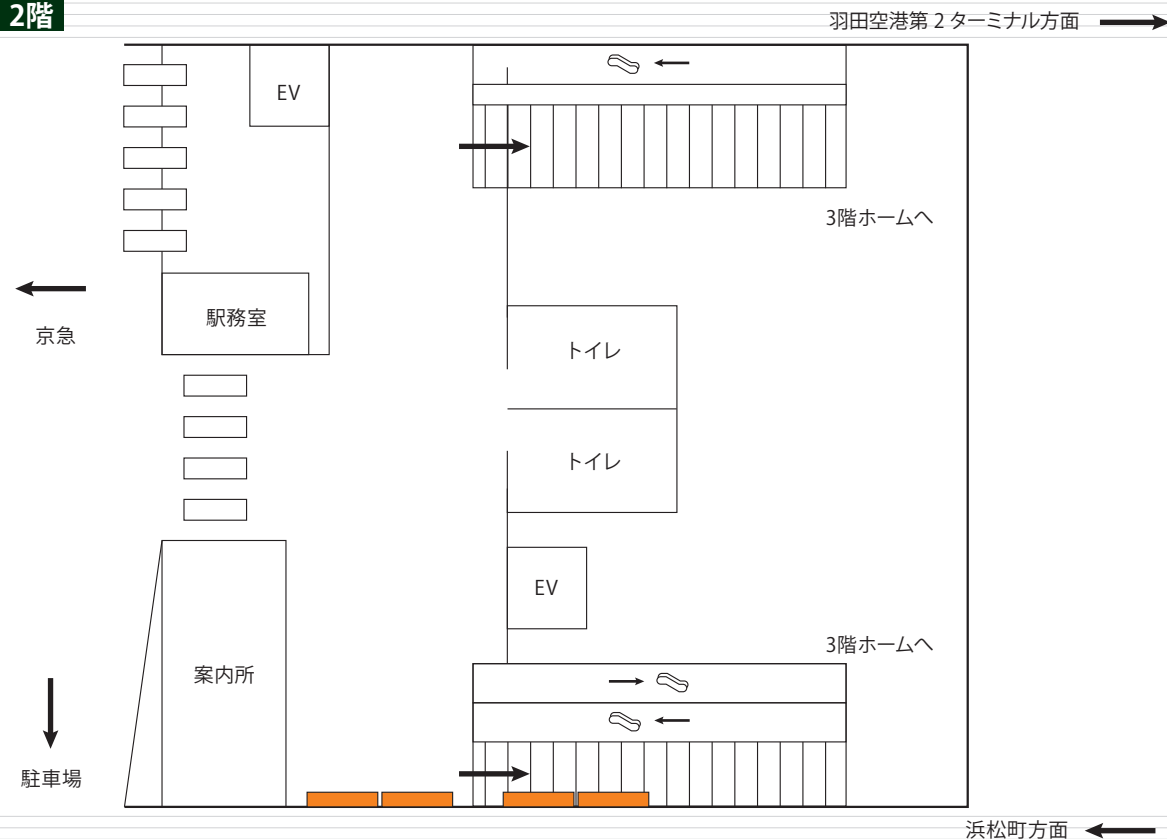 2階
羽田空港第2ターミナル方面
EV
3階ホームへ
京急
駅務室
トイレ
トイレ
EV
3階ホームへ
案内所
駐車場
浜松町方面